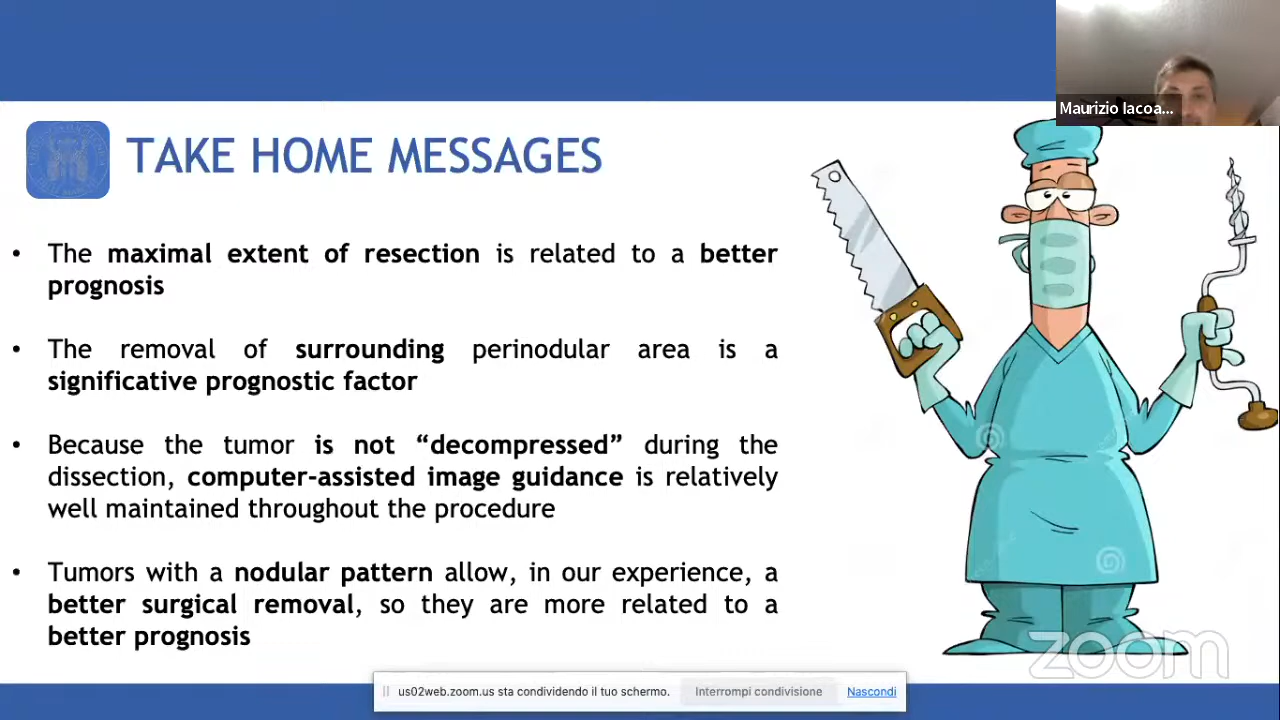 Maurizio Iacoa...
TAKE HOME MESSAGES
• The maximal extent of resection is related to a better
prognosis
• The removal of surrounding perinodular area is a
significative prognostic factor
• Because the tumor is not “decompressed” during the
dissection, computer-assisted image guidance is relatively
well maintained throughout the procedure
• Tumors with a nodular pattern allow, in our experience, a
better surgical removal, so they are more related to a
better prognosis
zoom
us02web.zoom.us sta condividendo il tuo schermo. Interrompi condivisione Nascondi